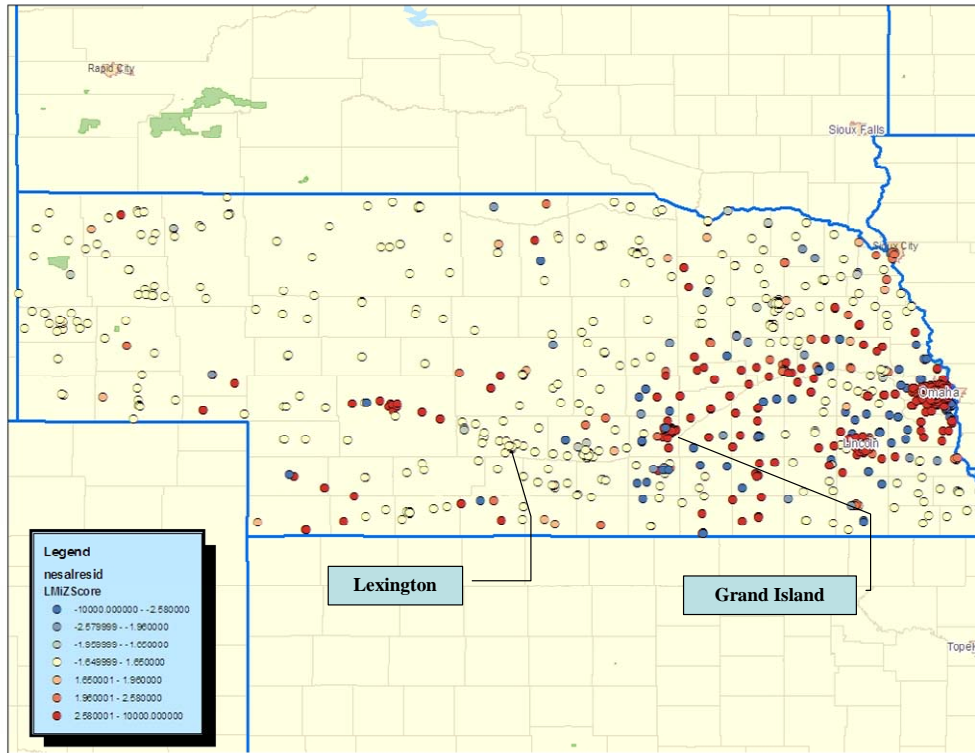 Rapid City
Sioux Falls
Sioux City
Omaha
Lincoln
Lexington
Grand Island
Legend
nesalresid
LMiZScore
-10000.000000 - -2.580000
-2.579999 - -1.960000
-1.959999 - -1.650000
-1.649999 - 1.650000
1.650001 - 1.960000
1.960001 - 2.580000
2.580001 - 10000.000000
Topek